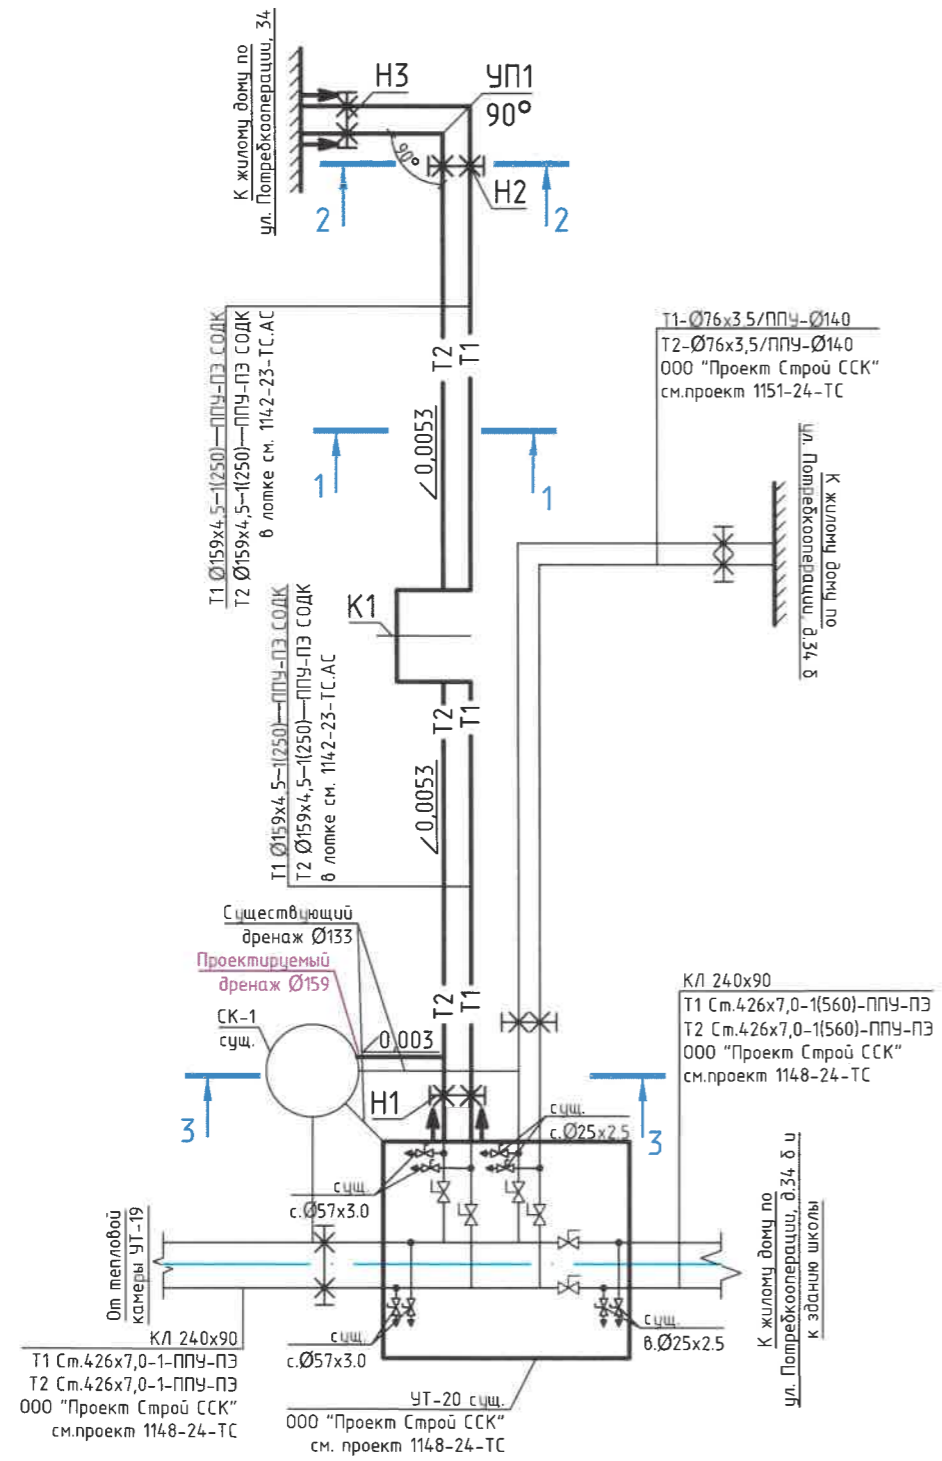 К жилому дому по
ул. Потребкооперации, 34
Н3
УП1
90°
90°
Н2
2
2
Т1 Ø159х4,5—1(250)—ППУ-ПЭ СОДК
Т2 Ø159х4,5—1(250)—ППУ-ПЭ СОДК
в лотке см. 1142-23-ТС.АС
Т2
Т1
Т1-Ø76х3,5/ППУ-Ø140
Т2-Ø76х3,5/ППУ-Ø140
ООО "Проект Строй ССК"
см.проект 1151-24-ТС
0,0053
1
1
К жилому дому по
ул. Потребкооперации, д.34 б
К1
Т1 Ø159х4,5—1(250)—ППУ-ПЭ СОДК
Т2 Ø159х4,5—1(250)—ППУ-ПЭ СОДК
в лотке см. 1142-23-ТС.АС
Т2
Т1
0,0053
Существующий
дренаж Ø133
Проектируемый
дренаж Ø159
СК-1
сущ.
Т2
Т1
0,003
КЛ 240х90
Т1 Ст.426х7,0-1(560)-ППУ-ПЭ
Т2 Ст.426х7,0-1(560)-ППУ-ПЭ
ООО "Проект Строй ССК"
см.проект 1148-24-ТС
3
Н1
сущ.
с.Ø25х2.5
3
сущ.
с.Ø57х3.0
От тепловой
камеры УТ-19
К жилому дому по
ул. Потребкооперации, д.34 б и
к зданию школы
КЛ 240х90
Т1 Ст.426х7,0-1-ППУ-ПЭ
Т2 Ст.426х7,0-1-ППУ-ПЭ
ООО "Проект Строй ССК"
см.проект 1148-24-ТС
сущ.
с.Ø57х3.0
сущ.
в.Ø25х2.5
УТ-20 сущ.
ООО "Проект Строй ССК"
см. проект 1148-24-ТС